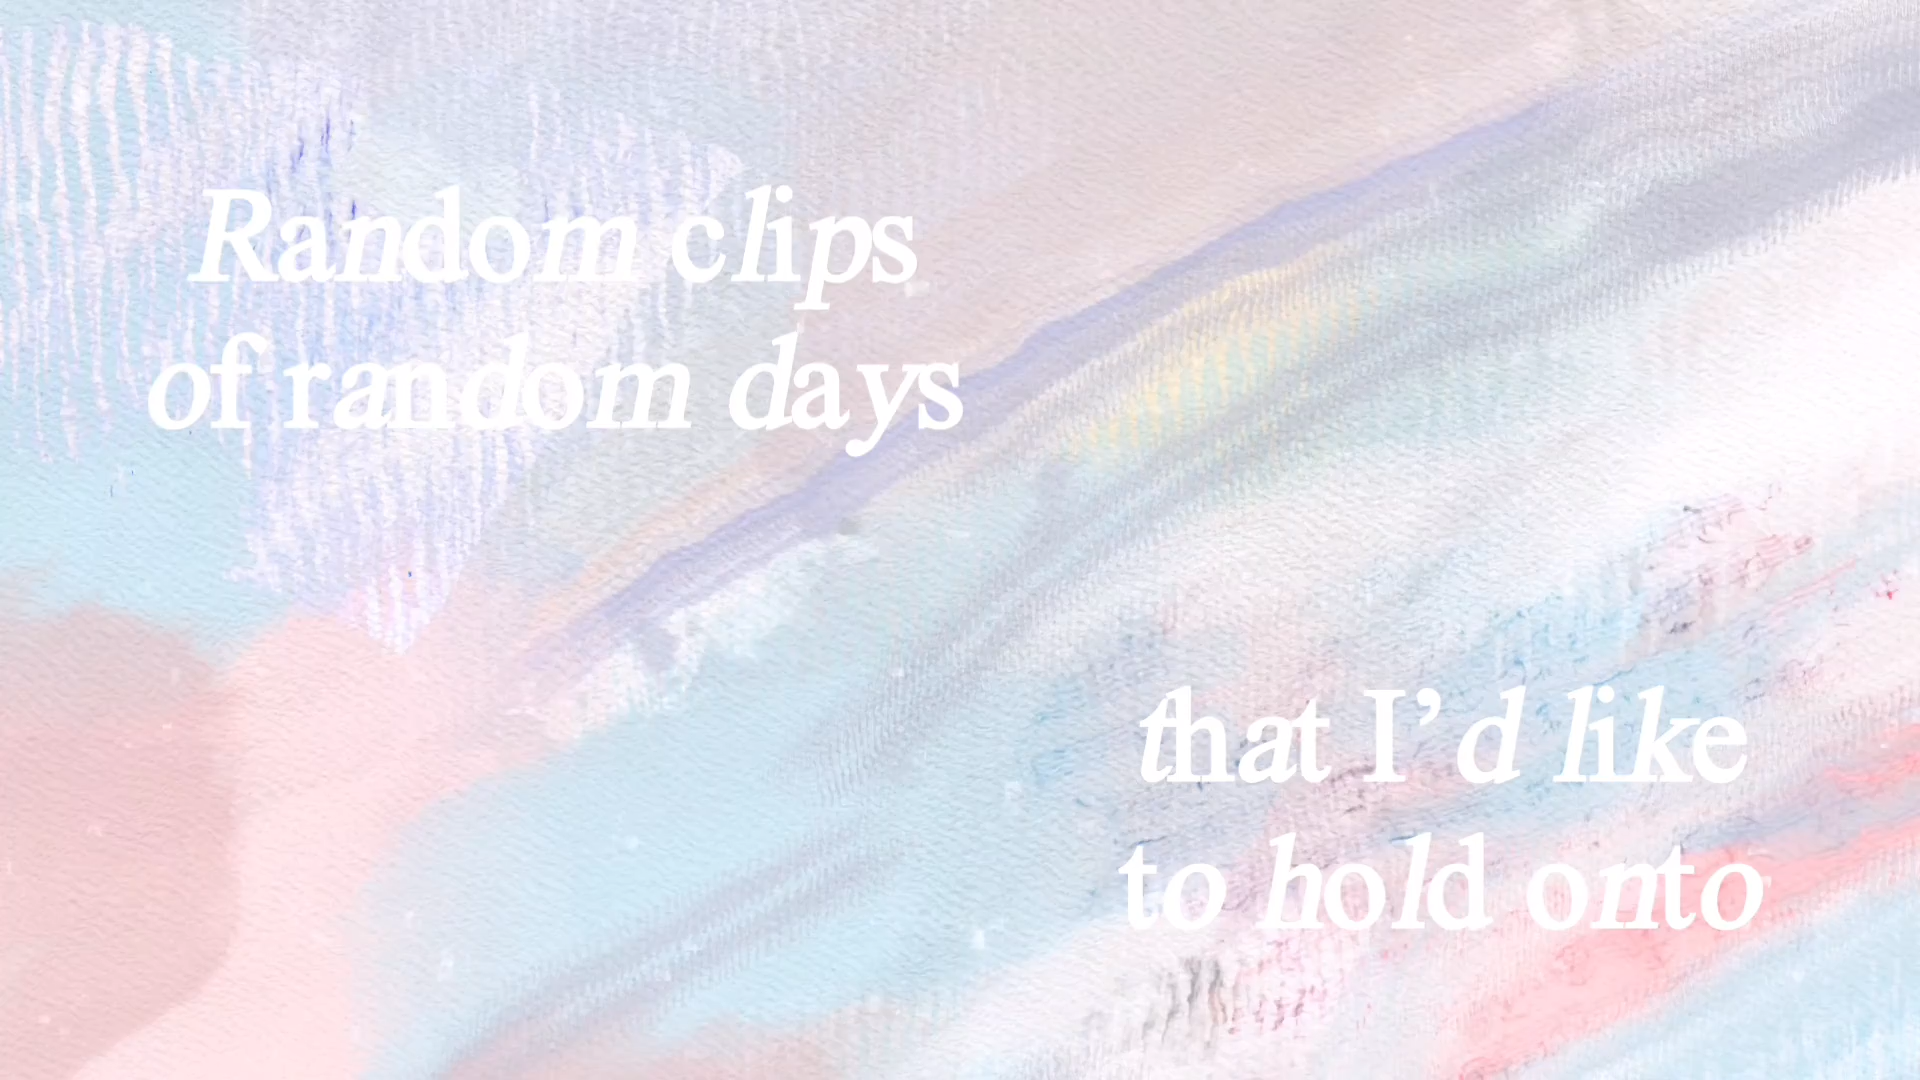 Random clips
of random days
that I’d like
to hold onto